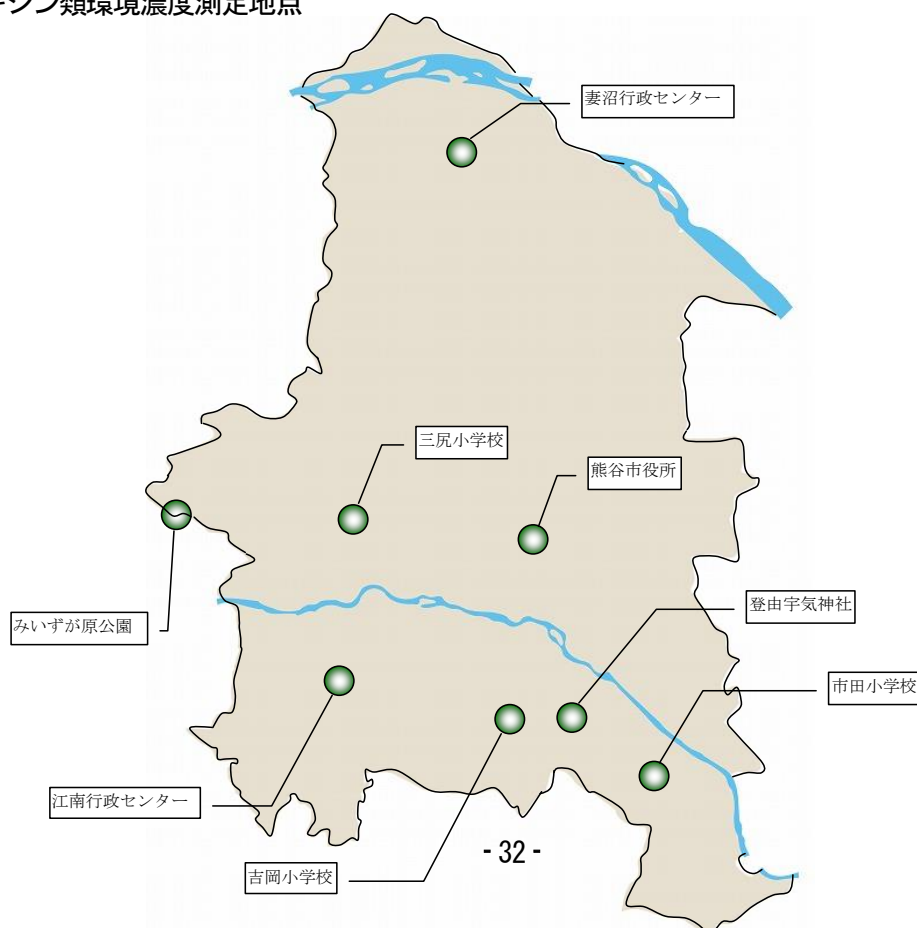 キシン類環境濃度測定地点
妻沼行政センター
三尻小学校
熊谷市役所
登由宇気神社
みいずが原公園
市田小学校
江南行政センター
吉岡小学校
- 32 -